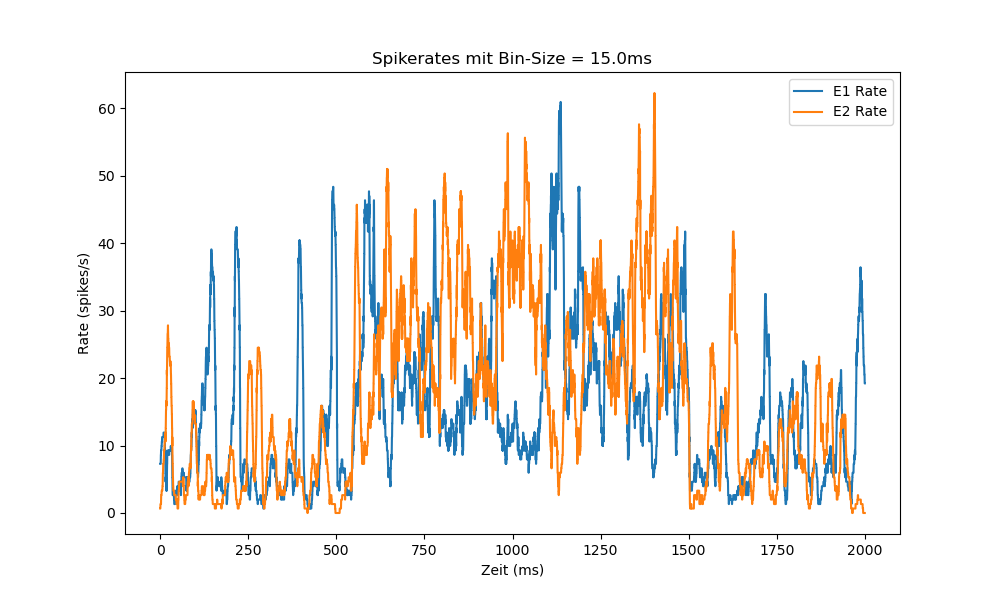 Spikerates mit Bin-Size = 15.0ms
E1 Rate
E2 Rate
60
50
40
30
20
10
0
Rate (spikes/s)
0 250 500 750 1000 1250 1500 1750 2000
Zeit (ms)